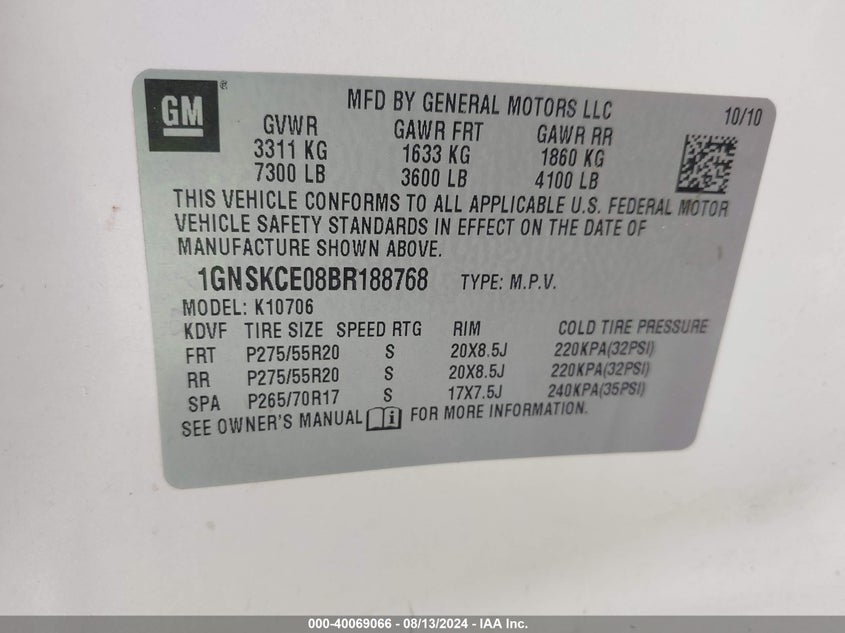 GM®
MFD BY GENERAL MOTORS LLC 10/10
GVWR GAWR FRT GAWR RR
3311 KG 1633 KG 1860 KG
7300 LB 3600 LB 4100 LB
THIS VEHICLE CONFORMS TO ALL APPLICABLE U.S. FEDERAL MOTOR
VEHICLE SAFETY STANDARDS IN EFFECT ON THE DATE OF
MANUFACTURE SHOWN ABOVE.
1GNSKCE08BR188768 TYPE: M.P.V.
MODEL: K10706
KDVF TIRE SIZE SPEED RTG RIM COLD TIRE PRESSURE
FRT P275/55R20 S 20X8.5J 220KPA(32PSI)
RR P275/55R20 S 20X8.5J 220KPA(32PSI)
SPA P265/70R17 S 17X7.5J 240KPA(35PSI)
SEE OWNER'S MANUAL i FOR MORE INFORMATION.
000-40069066 - 08/13/2024 - IAA Inc.